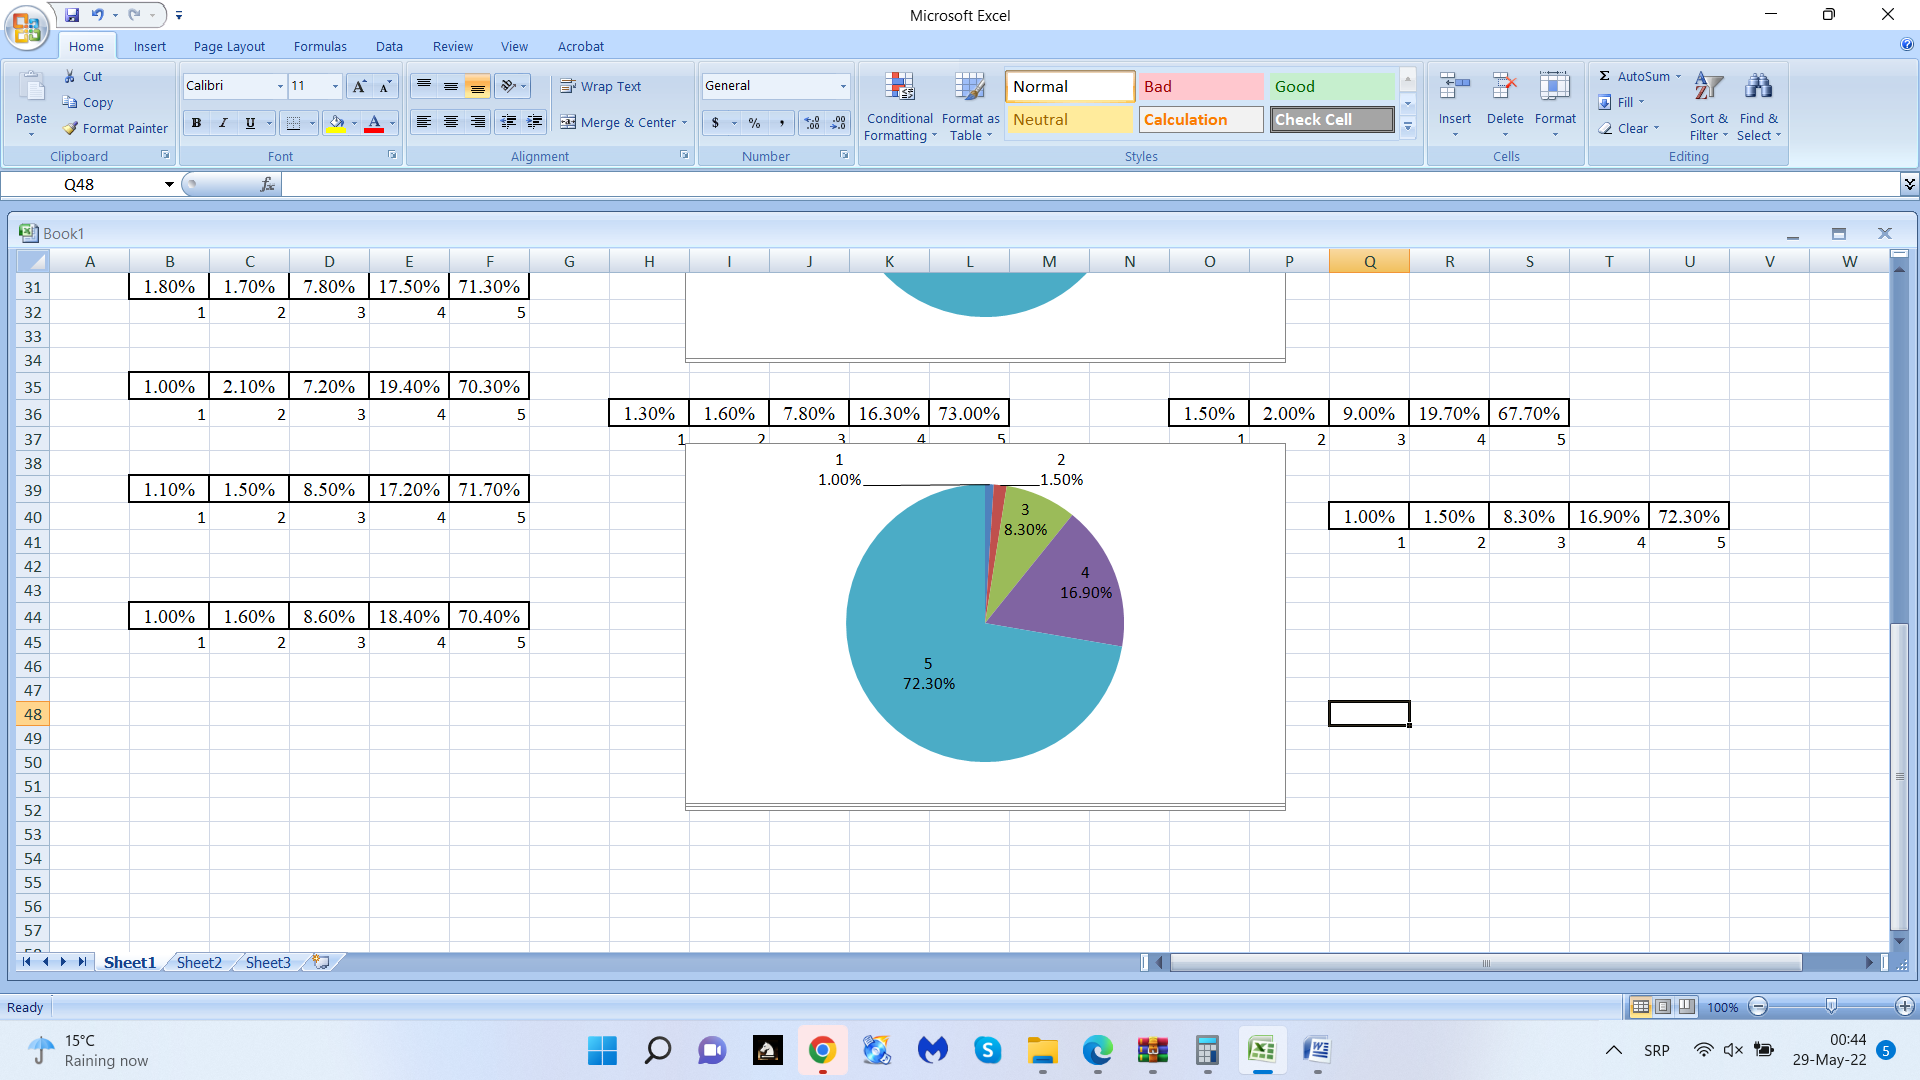 Microsoft Excel
Home Insert Page Layout Formulas Data Review View Acrobat
Paste
Cut
Copy
Format Painter
Clipboard
Calibri 11
B I U
Font
Wrap Text
Merge & Center
Alignment
General
$ % ,
Number
Conditional Formatting
Format as Table
Normal Bad Good
Neutral Calculation Check Cell
Styles
Insert Delete Format
Cells
Σ AutoSum
Fill
Clear
Sort & Filter
Find & Select
Editing
Q48 fx
Book1
A B C D E F G H I J K L M N O P Q R S T U V W
31 1.80% 1.70% 7.80% 17.50% 71.30%
32 1 2 3 4 5
33
34
35 1.00% 2.10% 7.20% 19.40% 70.30%
36 1 2 3 4 5 1.30% 1.60% 7.80% 16.30% 73.00% 1.50% 2.00% 9.00% 19.70% 67.70%
37 1 2 3 4 5 1 2 3 4 5
38
39 1.10% 1.50% 8.50% 17.20% 71.70%
40 1 2 3 4 5 1.00% 1.50% 8.30% 16.90% 72.30%
41 1 2 3 4 5
42
43
44 1.00% 1.60% 8.60% 18.40% 70.40%
45 1 2 3 4 5
46
47
48
49
50
51
52
53
54
55
56
57
1
1.00%
2
1.50%
3
8.30%
4
16.90%
5
72.30%
Sheet1 Sheet2 Sheet3
Ready 100%
15°C
Raining now
SRP
00:44
29-May-22
5